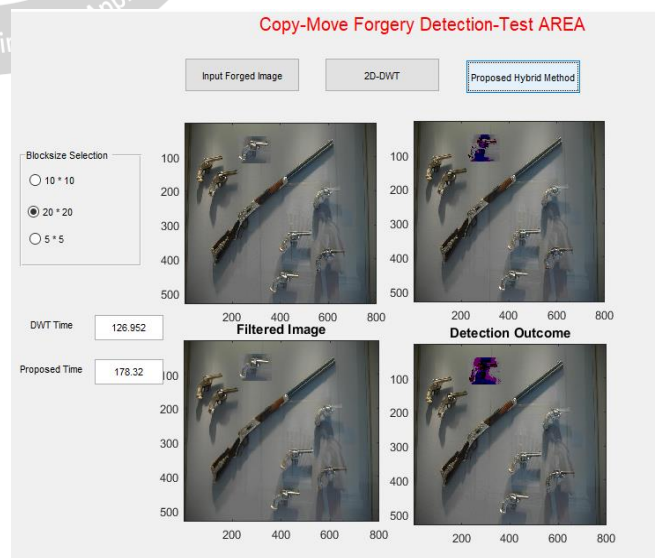 Copy-Move Forgery Detection-Test AREA
Input Forged Image
2D-DWT
Proposed Hybrid Method
Blocksize Selection
10 * 10
20 * 20
5 * 5
100
200
300
400
500
200 400 600 800
100
200
300
400
500
200 400 600 800
DWT Time 126.952
Proposed Time 178.32
Filtered Image
200
300
400
500
200 400 600 800
Detection Outcome
100
200
300
400
500
200 400 600 800